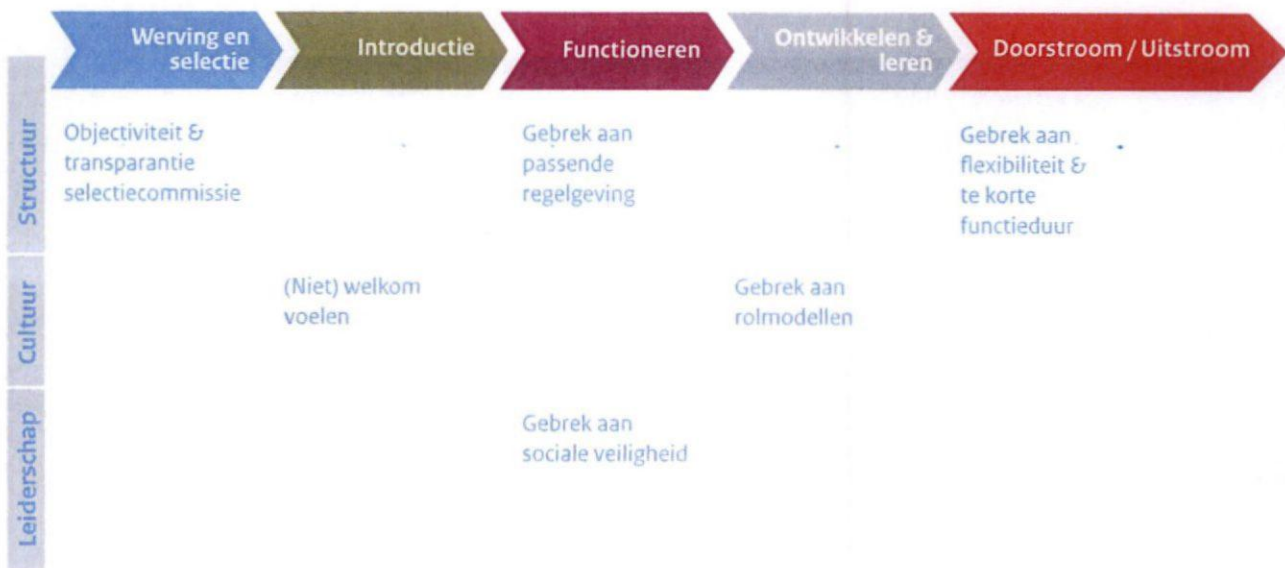 Werving en
selectie
Introductie
Functioneren
Ontwikkelen &
leren
Doorstroom / Uitstroom
Structuur
Objectiviteit &
transparantie
selectiecommissie
Gebrek aan
passende
regelgeving
Gebrek aan
flexibiliteit &
te korte
functieduur
Cultuur
(Niet) welkom
voelen
Gebrek aan
rolmodellen
Leiderschap
Gebrek aan
sociale veiligheid